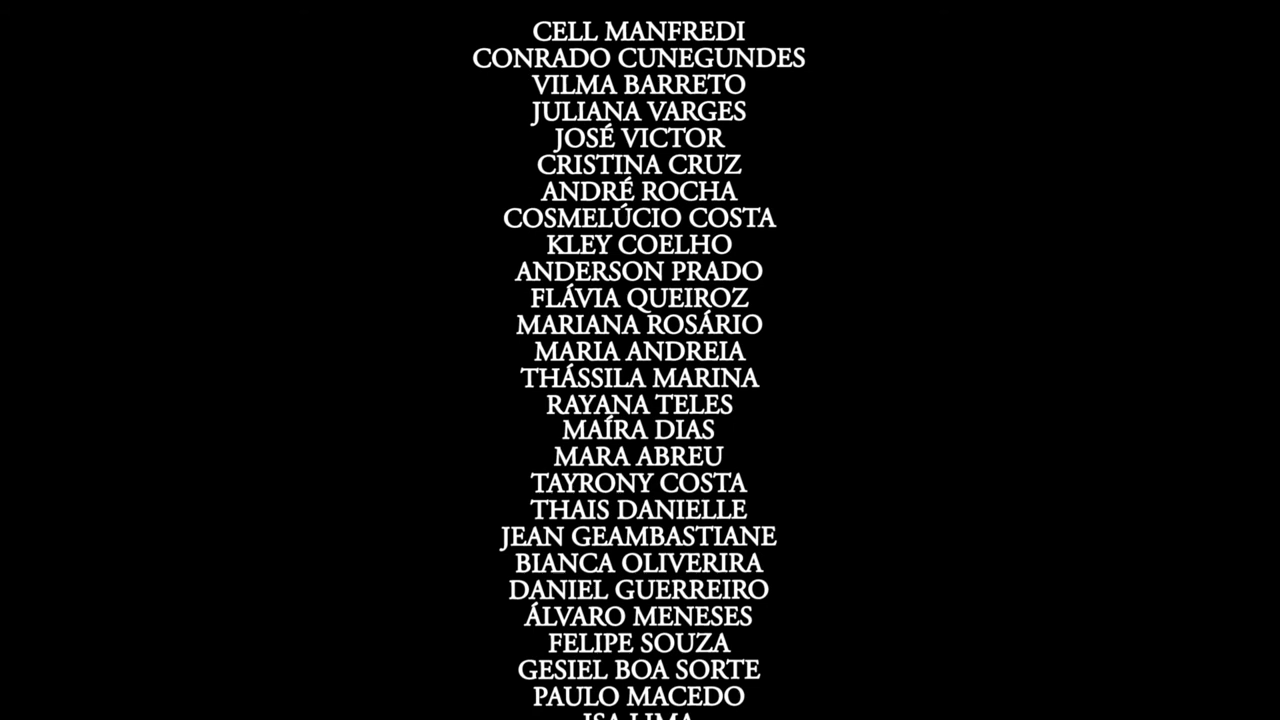 CELL MANFREDI
CONRADO CUNEGUNDES
VILMA BARRETO
JULIANA VARGES
JOSÉ VICTOR
CRISTINA CRUZ
ANDRÉ ROCHA
COSMELÚCIO COSTA
KLEY COELHO
ANDERSON PRADO
FLÁVIA QUEIROZ
MARIANA ROSÁRIO
MARIA ANDREIA
THÁSSILA MARINA
RAYANA TELES
MAÍRA DIAS
MARA ABREU
TAYRONY COSTA
THAIS DANIELLE
JEAN GEAMBASTIANE
BIANCA OLIVERIRA
DANIEL GUERREIRO
ÁLVARO MENESES
FELIPE SOUZA
GESIEL BOA SORTE
PAULO MACEDO
ISA LIMA